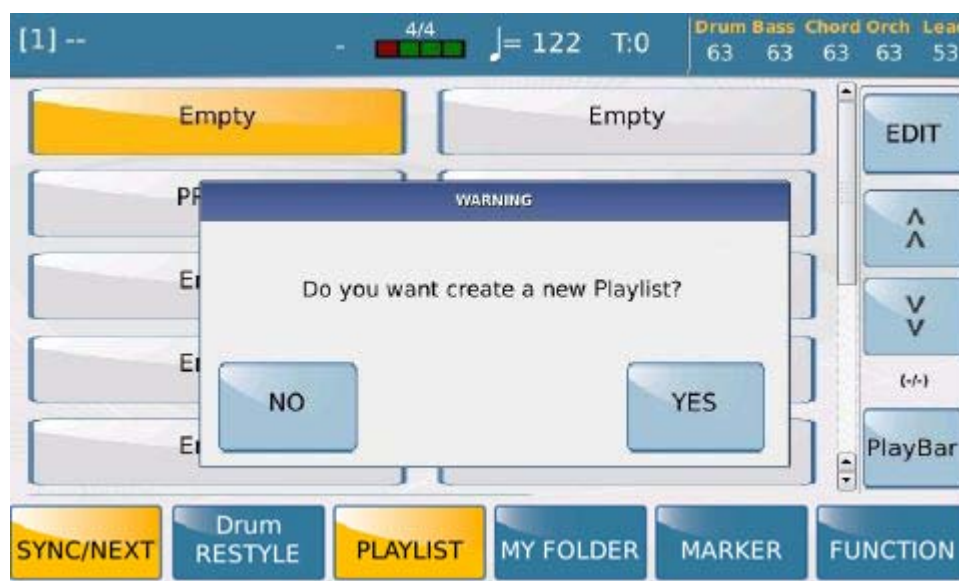 [1] -- - 4/4 ♩= 122 T:0
Drum Bass Chord Orch Lead
63 63 63 63 53
Empty Empty
EDIT
WARNING
Do you want create a new Playlist?
NO YES
(-/-)
PlayBar
SYNC/NEXT
Drum
RESTYLE
PLAYLIST
MY FOLDER
MARKER
FUNCTION